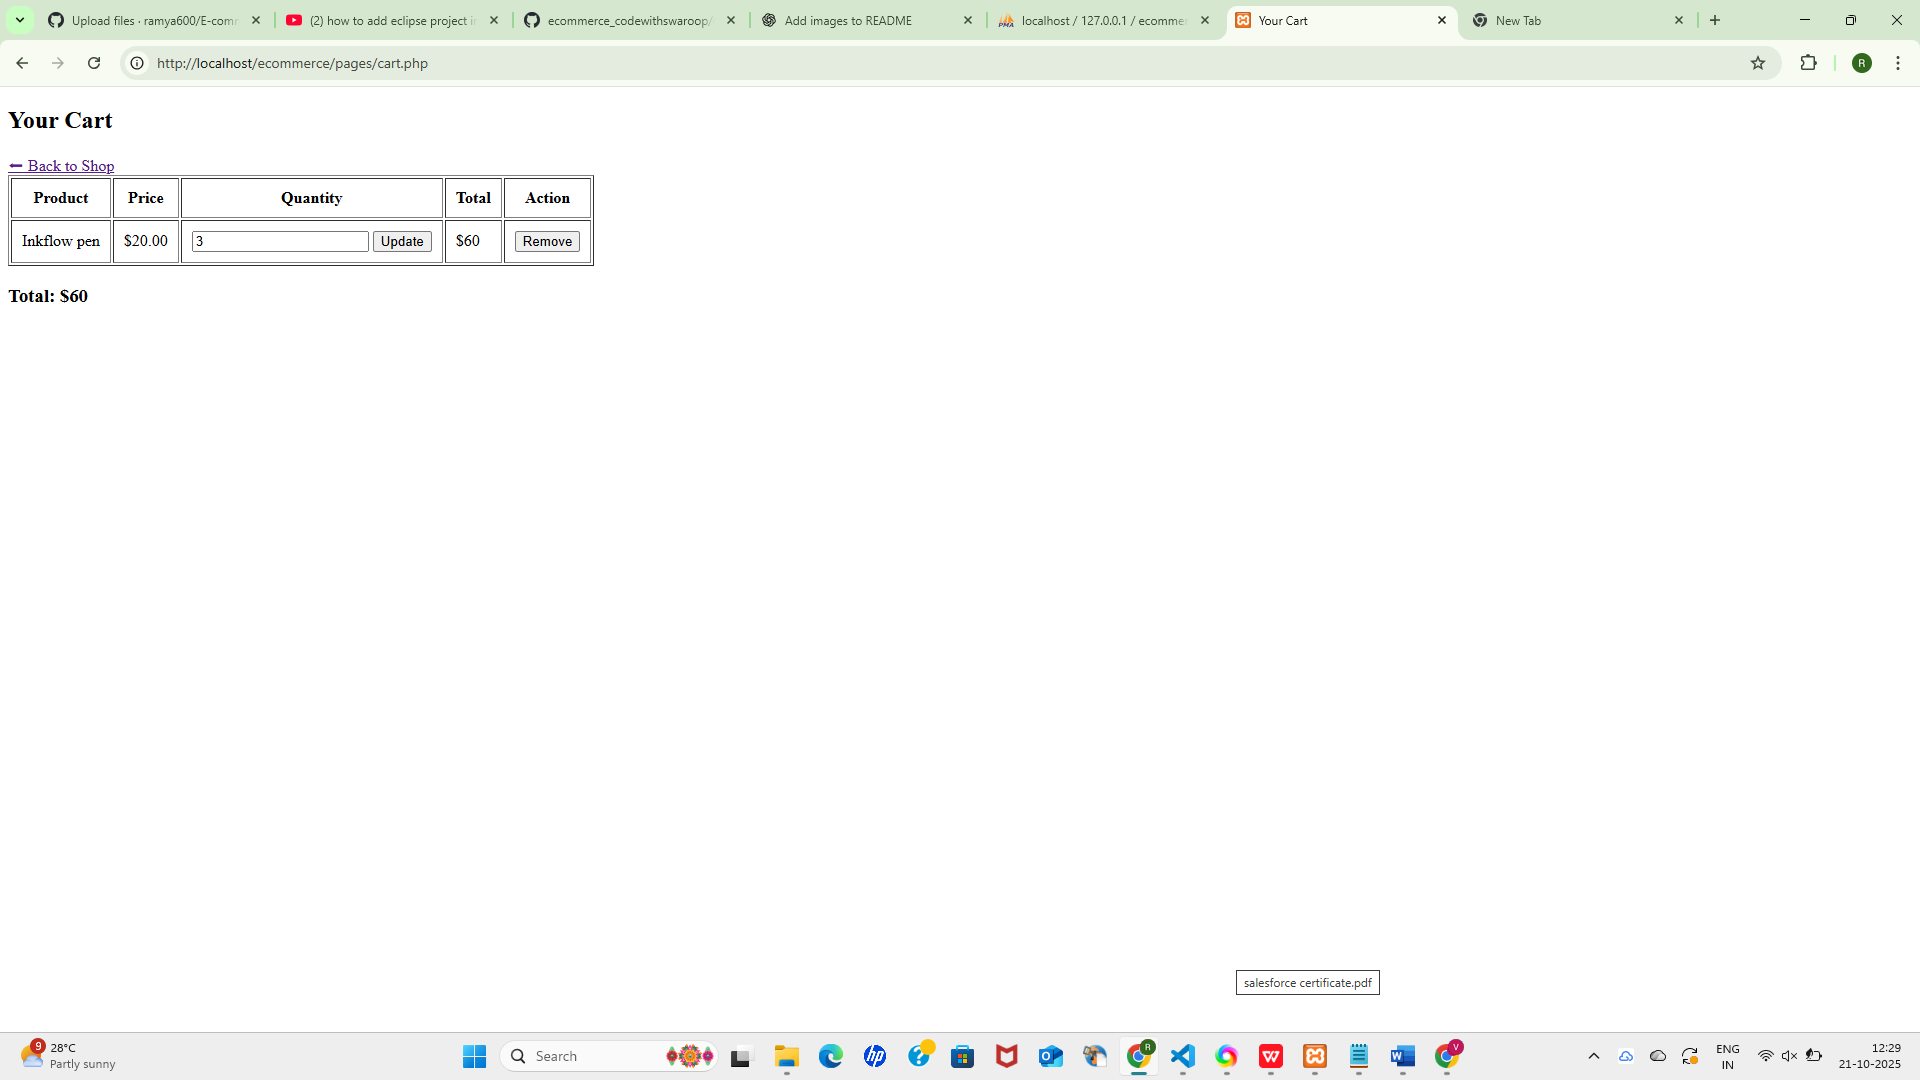 Upload files · ramya600/E-comm
(2) how to add eclipse project in
ecommerce_codewithswaroop/
Add images to README
localhost / 127.0.0.1 / ecommer
Your Cart
New Tab
http://localhost/ecommerce/pages/cart.php
R
Your Cart
Back to Shop
Product Price Quantity Total Action
Inkflow pen $20.00 3 Update $60 Remove
Total: $60
salesforce certificate.pdf
9
28°C
Partly sunny
Search
R
V
ENG
IN
12:29
21-10-2025